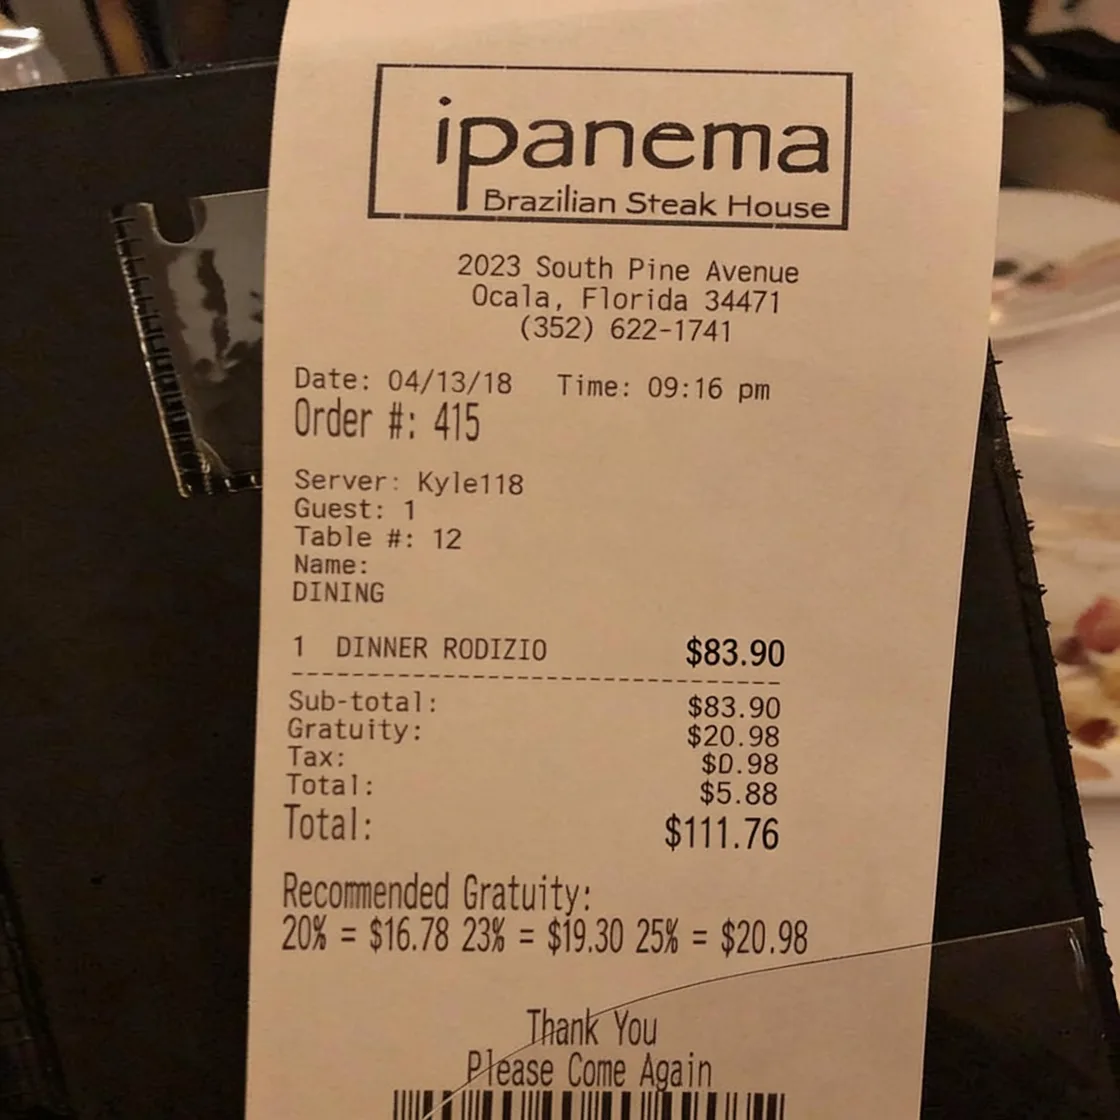 ipanema
Brazilian Steak House
2023 South Pine Avenue
Ocala, Florida 34471
(352) 622-1741
Date: 04/13/18 Time: 09:16 pm
Order #: 415
Server: Kyle118
Guest: 1
Table #: 12
Name:
DINING
1 DINNER RODIZIO $83.90
Sub-total: $83.90
Gratuity: $20.98
Tax: $0.98
Total: $5.88
Total: $111.76
Recommended Gratuity:
20% = $16.78 23% = $19.30 25% = $20.98
Thank You
Please Come Again